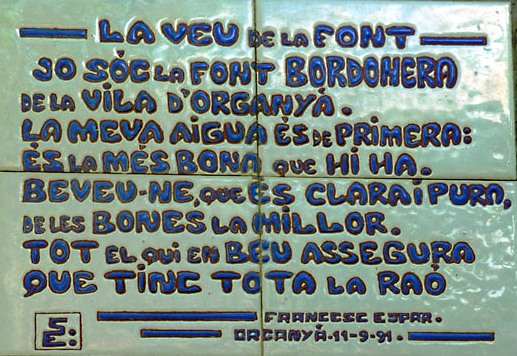 LA VEU DE LA FONT
JO SÓC LA FONT BORDONERA
DE LA VILA D'ORGANYÀ.
LA MEVA AIGUA ÉS DE PRIMERA:
ÉS LA MÉS BONA QUE HI HA.
BEVEU-NE, QUE ÉS CLARA I PURA,
DE LES BONES LA MILLOR.
TOT EL QUI EN BEU ASSEGURA
QUE TINC TOTA LA RAÓ
S. E:
FRANCESC ESPAR.
ORGANYÀ-11-9-91.